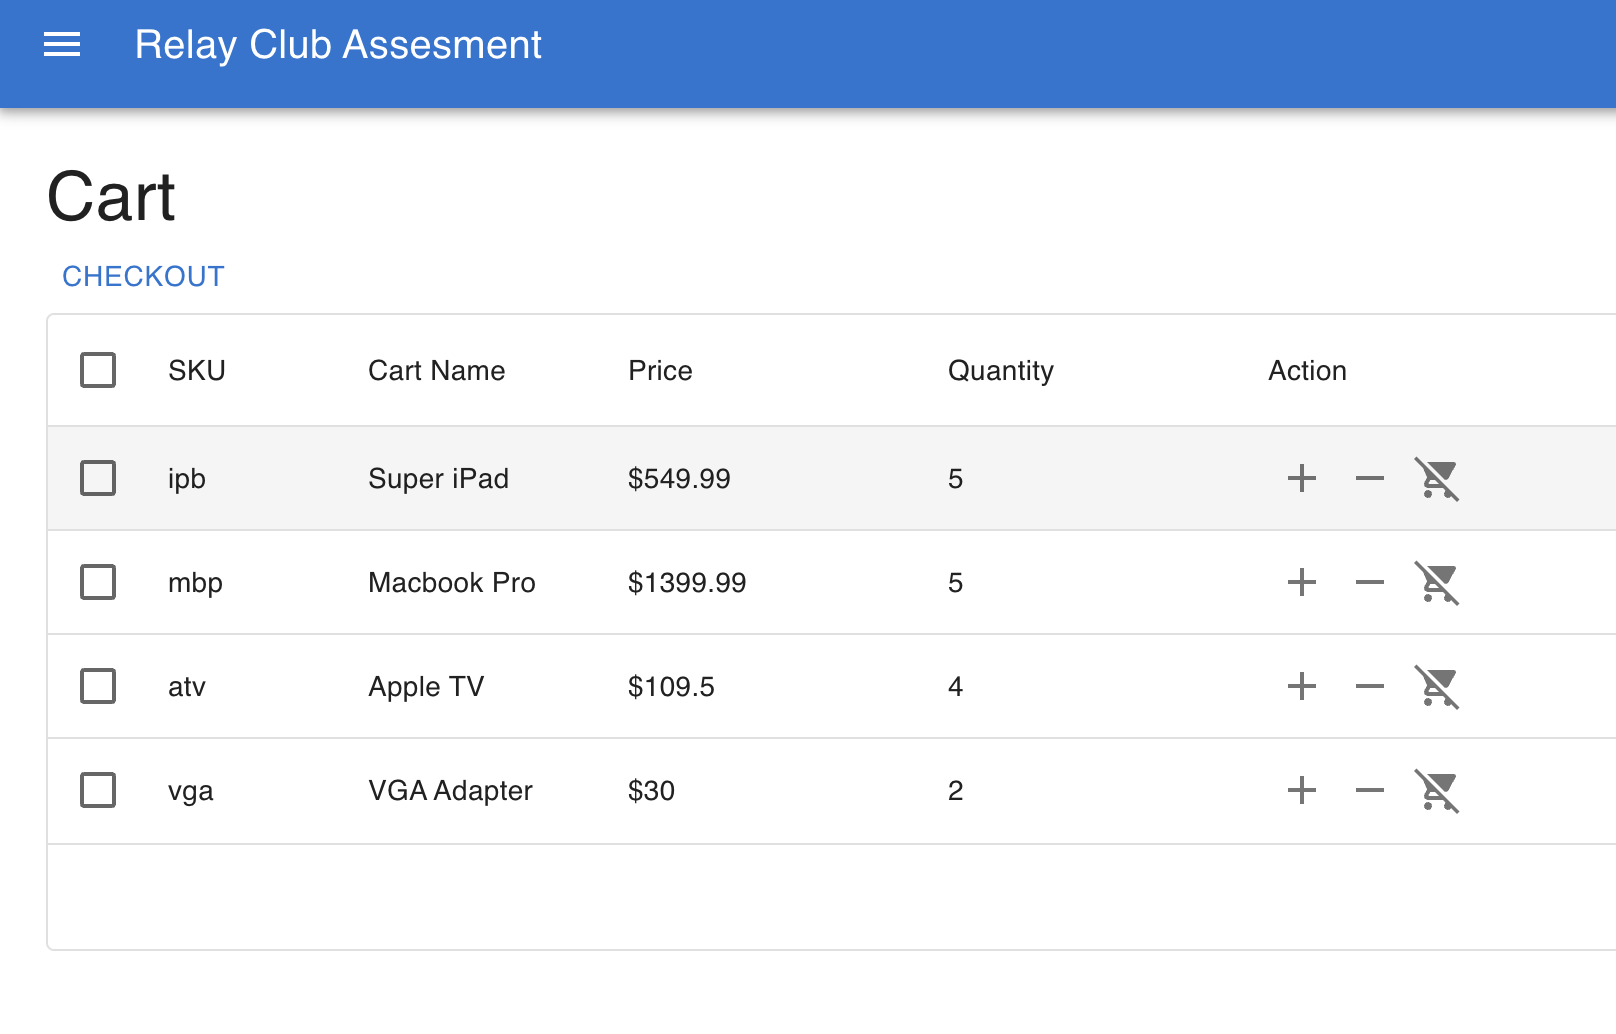 Relay Club Assesment
Cart
CHECKOUT
SKU Cart Name Price Quantity Action
ipb Super iPad $549.99 5
mbp Macbook Pro $1399.99 5
atv Apple TV $109.5 4
vga VGA Adapter $30 2